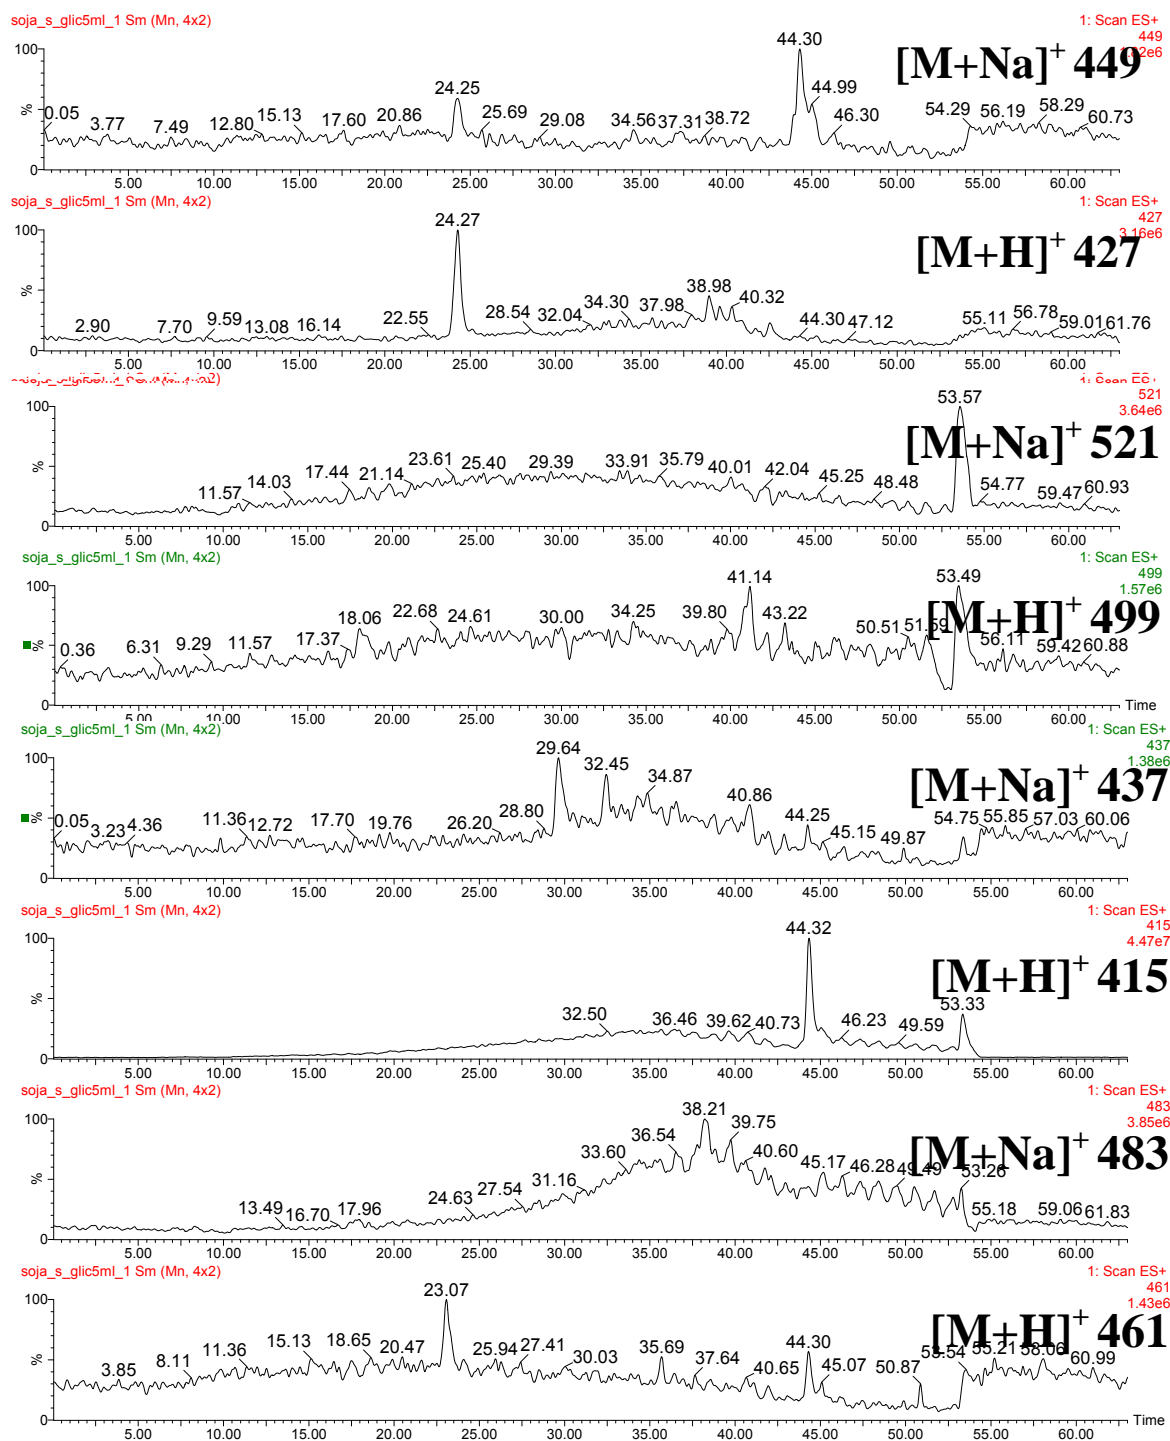 soja_s_glic5ml_1 Sm (Mn, 4x2) 1: Scan ES+
449
[M+Na]+ 449
100
%
0
0.05 3.77 7.49 12.80 15.13 17.60 20.86 24.25 25.69 29.08 34.56 37.31 38.72 44.30 44.99 46.30 54.29 56.19 58.29 60.73
5.00 10.00 15.00 20.00 25.00 30.00 35.00 40.00 45.00 50.00 55.00 60.00
soja_s_glic5ml_1 Sm (Mn, 4x2) 1: Scan ES+
427
3.16e6
[M+H]+ 427
100
%
0
2.90 7.70 9.59 13.08 16.14 22.55 24.27 28.54 32.04 34.30 37.98 38.98 40.32 44.30 47.12 55.11 56.78 59.01 61.76
5.00 10.00 15.00 20.00 25.00 30.00 35.00 40.00 45.00 50.00 55.00 60.00
521
3.64e6
[M+Na]+ 521
100
%
0
11.57 14.03 17.44 21.14 23.61 25.40 29.39 33.91 35.79 40.01 42.04 45.25 48.48 53.57 54.77 59.47 60.93
5.00 10.00 15.00 20.00 25.00 30.00 35.00 40.00 45.00 50.00 55.00 60.00
soja_s_glic5ml_1 Sm (Mn, 4x2) 1: Scan ES+
499
1.57e6
[M+H]+ 499
100
%
0
0.36 6.31 9.29 11.57 17.37 18.06 22.68 24.61 30.00 34.25 39.80 41.14 43.22 50.51 51.59 53.49 56.11 59.42 60.88
5.00 10.00 15.00 20.00 25.00 30.00 35.00 40.00 45.00 50.00 55.00 60.00 Time
soja_s_glic5ml_1 Sm (Mn, 4x2) 1: Scan ES+
437
1.38e6
[M+Na]+ 437
100
%
0
0.05 3.23 4.36 11.36 12.72 17.70 19.76 26.20 28.80 29.64 32.45 34.87 40.86 44.25 45.15 49.87 54.75 55.85 57.03 60.06
5.00 10.00 15.00 20.00 25.00 30.00 35.00 40.00 45.00 50.00 55.00 60.00
soja_s_glic5ml_1 Sm (Mn, 4x2) 1: Scan ES+
415
4.47e7
[M+H]+ 415
100
%
0
32.50 36.46 39.62 40.73 44.32 46.23 49.59 53.33
5.00 10.00 15.00 20.00 25.00 30.00 35.00 40.00 45.00 50.00 55.00 60.00
soja_s_glic5ml_1 Sm (Mn, 4x2) 1: Scan ES+
483
3.85e6
[M+Na]+ 483
100
%
0
13.49 16.70 17.96 24.63 27.54 31.16 33.60 36.54 38.21 39.75 40.60 45.17 46.28 49.49 53.26 55.18 59.06 61.83
5.00 10.00 15.00 20.00 25.00 30.00 35.00 40.00 45.00 50.00 55.00 60.00
soja_s_glic5ml_1 Sm (Mn, 4x2) 1: Scan ES+
461
1.43e6
[M+H]+ 461
100
%
0
3.85 8.11 11.36 15.13 18.65 20.47 23.07 25.94 27.41 30.03 35.69 37.64 40.65 44.30 45.07 50.87 53.54 55.21 58.06 60.99
5.00 10.00 15.00 20.00 25.00 30.00 35.00 40.00 45.00 50.00 55.00 60.00 Time